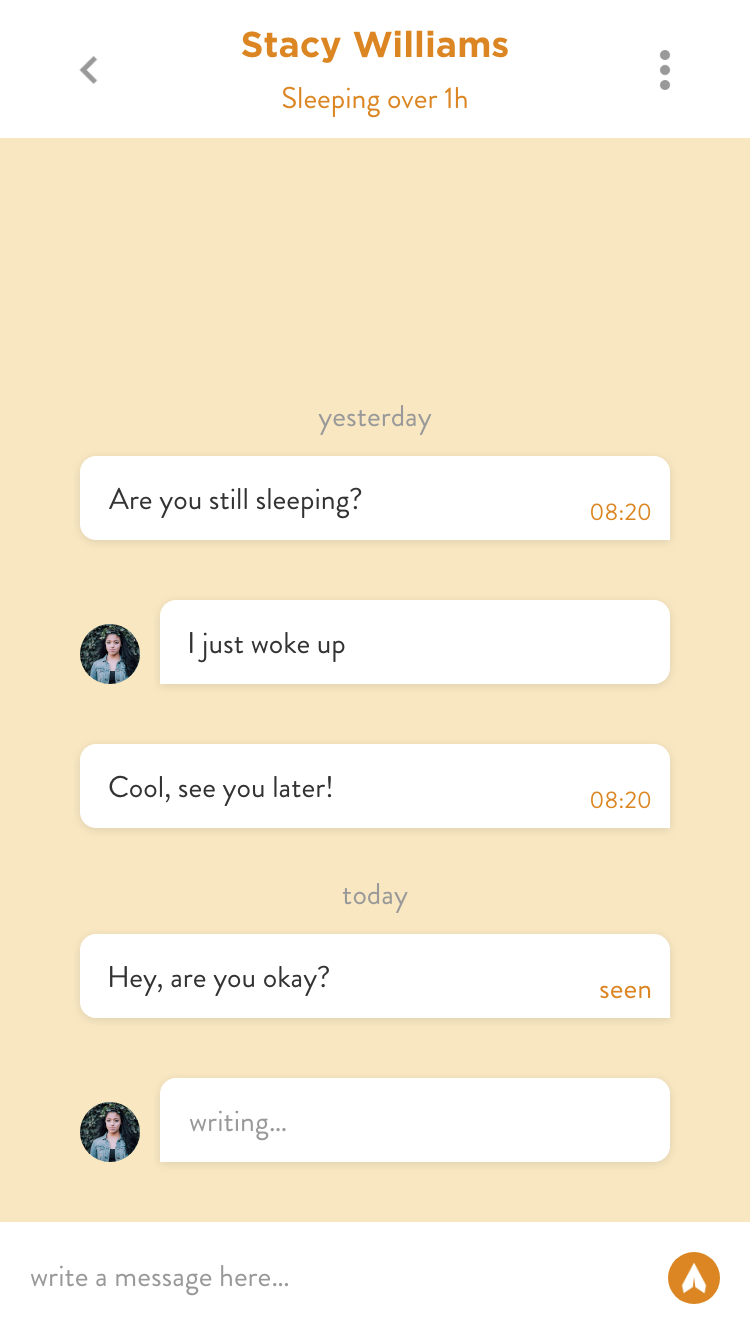 Stacy Williams
Sleeping over 1h
yesterday
Are you still sleeping?
08:20
I just woke up
Cool, see you later!
08:20
today
Hey, are you okay?
seen
writing...
write a message here...